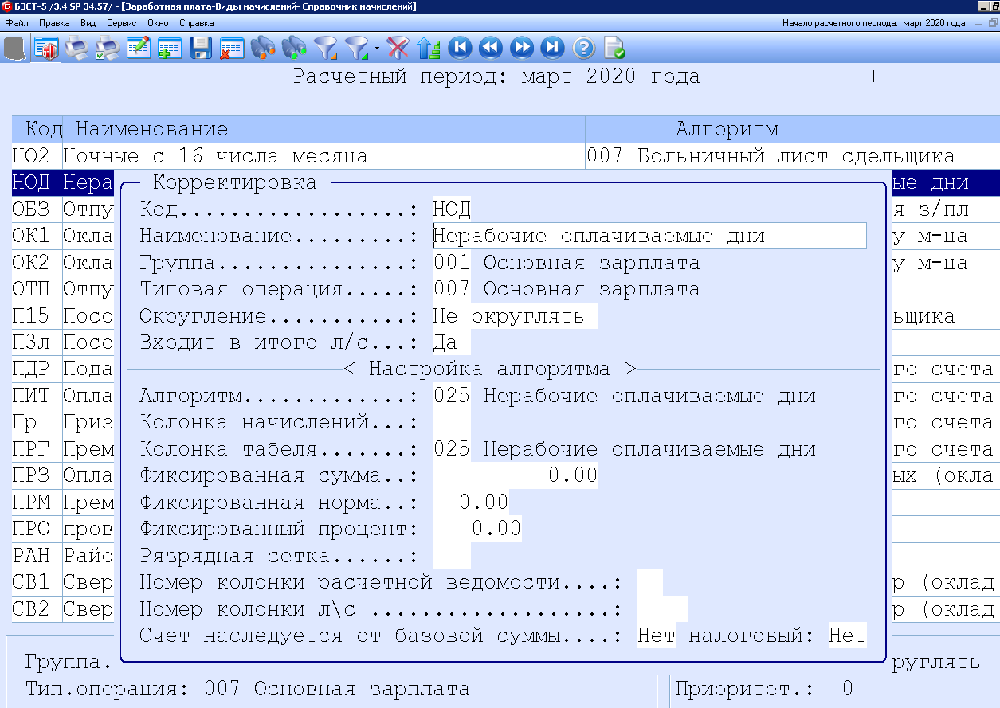 БЭСТ-5 /3.4 SP 34.57/ - [Заработная плата-Виды начислений- Справочник начислений]
Файл Правка Вид Сервис Окно Справка Начало расчетного периода: март 2020 года
Расчетный период: март 2020 года +
Код Наименование Алгоритм
НО2 Ночные с 16 числа месяца 007 Больничный лист сдельщика
НОД Нера ые дни
Корректировка
ОБЗ Отпу я з/пл
Код..................: НОД
ОК1 Окла у м-ца
Наименование.........: Нерабочие оплачиваемые дни
ОК2 Окла у м-ца
Группа...............: 001 Основная зарплата
ОТП Отпу
Типовая операция.....: 007 Основная зарплата
П15 Посо ьщика
Округление...........: Не округлять
ПЗл Посо
Входит в итого л/с...: Да
ПДР Пода го счета
< Настройка алгоритма >
ПИТ Опла го счета
Алгоритм.............: 025 Нерабочие оплачиваемые дни
Пр Приз го счета
Колонка начислений...:
ПРГ Прем го счета
Колонка табеля.......: 025 Нерабочие оплачиваемые дни
ПРЗ Опла ых (окла
Фиксированная сумма..: 0.00
ПРМ Прем
Фиксированная норма..: 0.00
ПРО пров
Фиксированный процент: 0.00
РАН Райо
Рязрядная сетка......:
СВ1 Свер р (оклад
Номер колонки расчетной ведомости....:
СВ2 Свер р (оклад
Номер колонки л\с ...................:
Счет наследуется от базовой суммы....: Нет налоговый: Нет
Группа. руглять
Тип.операция: 007 Основная зарплата Приоритет.: 0